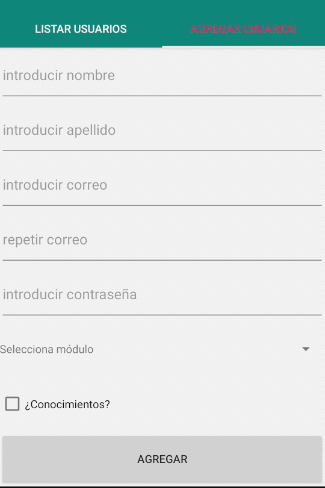 LISTAR USUARIOS
AGREGAR USUARIOS
introducir nombre
introducir apellido
introducir correo
repetir correo
introducir contraseña
Selecciona módulo
¿Conocimientos?
AGREGAR